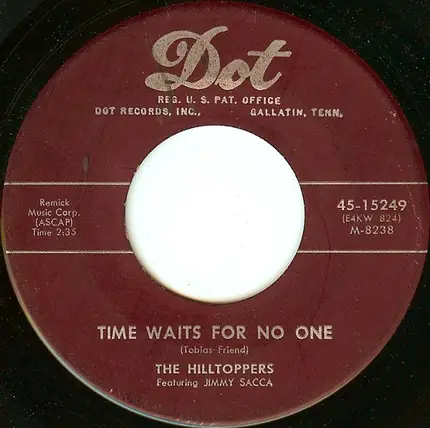 Dot
REG. U. S. PAT. OFFICE
DOT RECORDS, INC., GALLATIN, TENN,
Remick
Music Corp.
(ASCAP)
Time 2:35
45-15249
(E4KW 824)
M-8238
TIME WAITS FOR NO ONE
(Tobias-Friend)
THE HILLTOPPERS
Featuring JIMMY SACCA